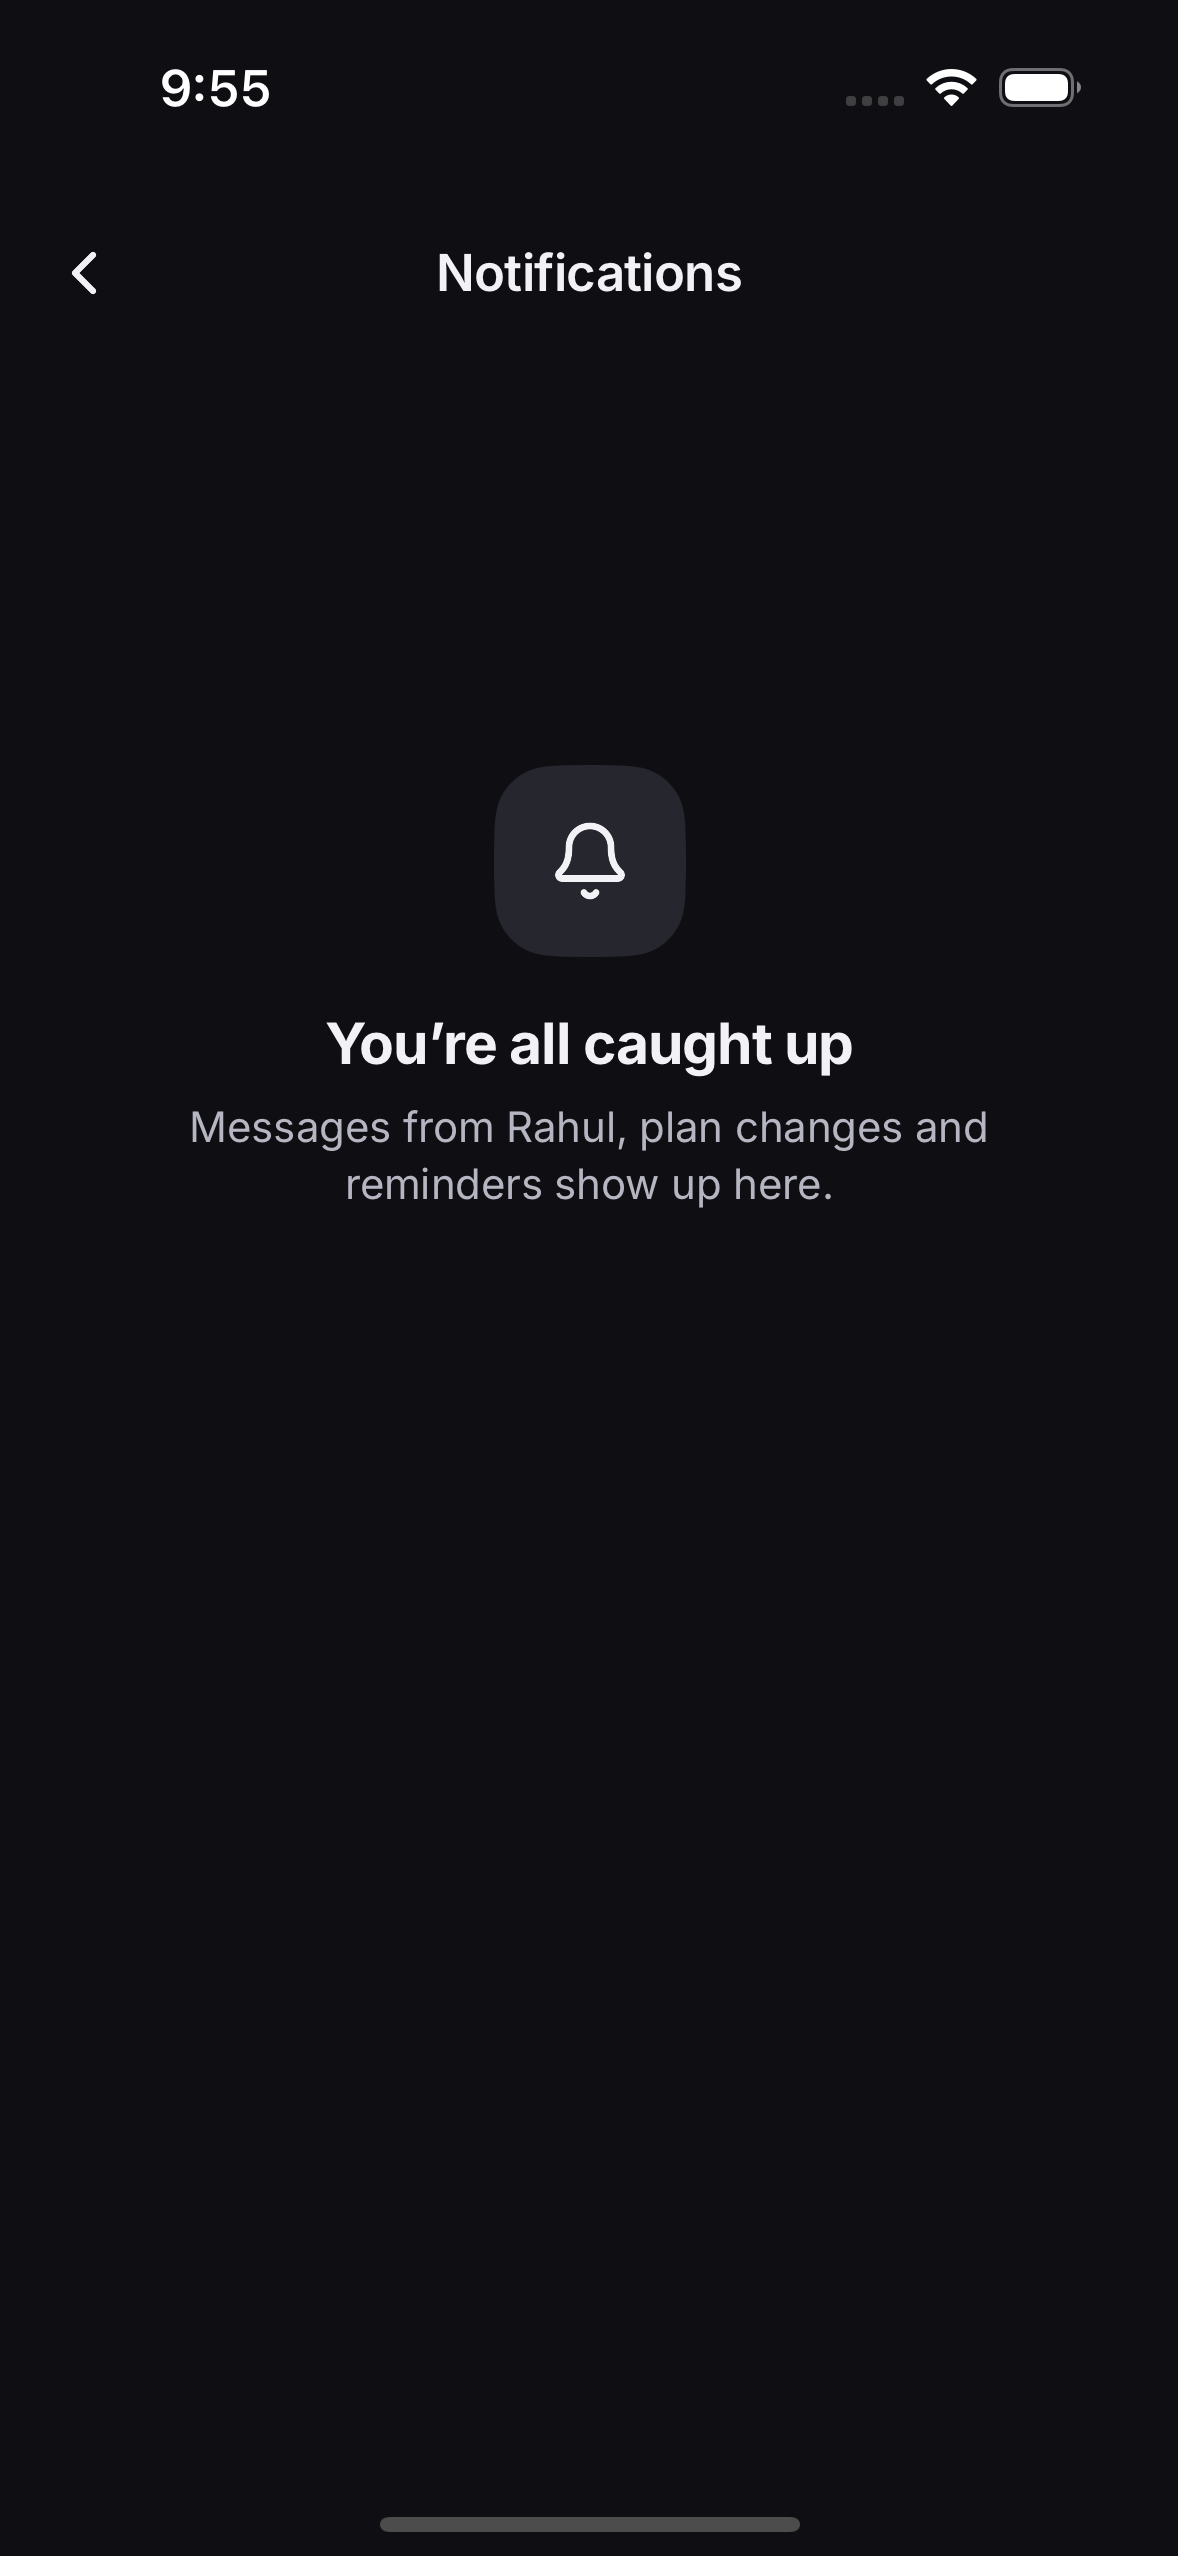 9:55
Notifications
You’re all caught up
Messages from Rahul, plan changes and
reminders show up here.